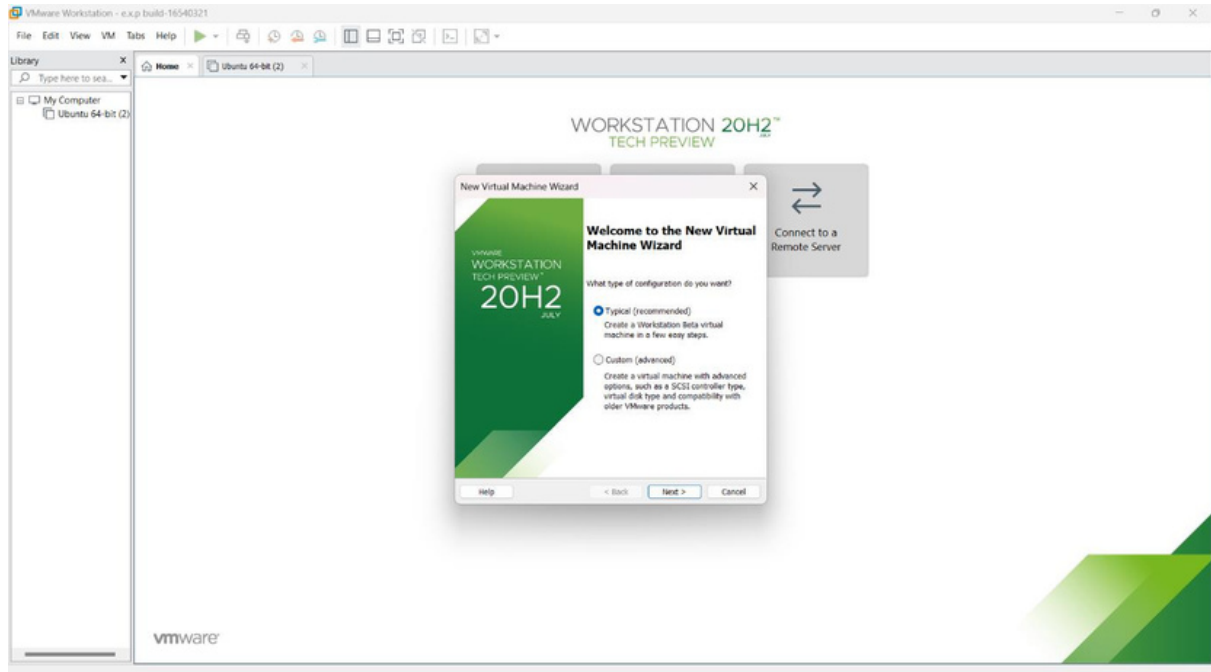 VMware Workstation - e.x.p build-16540321
File Edit View VM Tabs Help
Library
Type here to sea...
My Computer
Ubuntu 64-bit (2)
Home
Ubuntu 64-bit (2)
WORKSTATION 20H2™
JULY
TECH PREVIEW
Connect to a
Remote Server
New Virtual Machine Wizard
VMWARE
WORKSTATION
TECH PREVIEW™
20H2
JULY
Welcome to the New Virtual
Machine Wizard
What type of configuration do you want?
Typical (recommended)
Create a Workstation Beta virtual
machine in a few easy steps.
Custom (advanced)
Create a virtual machine with advanced
options, such as a SCSI controller type,
virtual disk type and compatibility with
older VMware products.
Help
< Back
Next >
Cancel
vmware